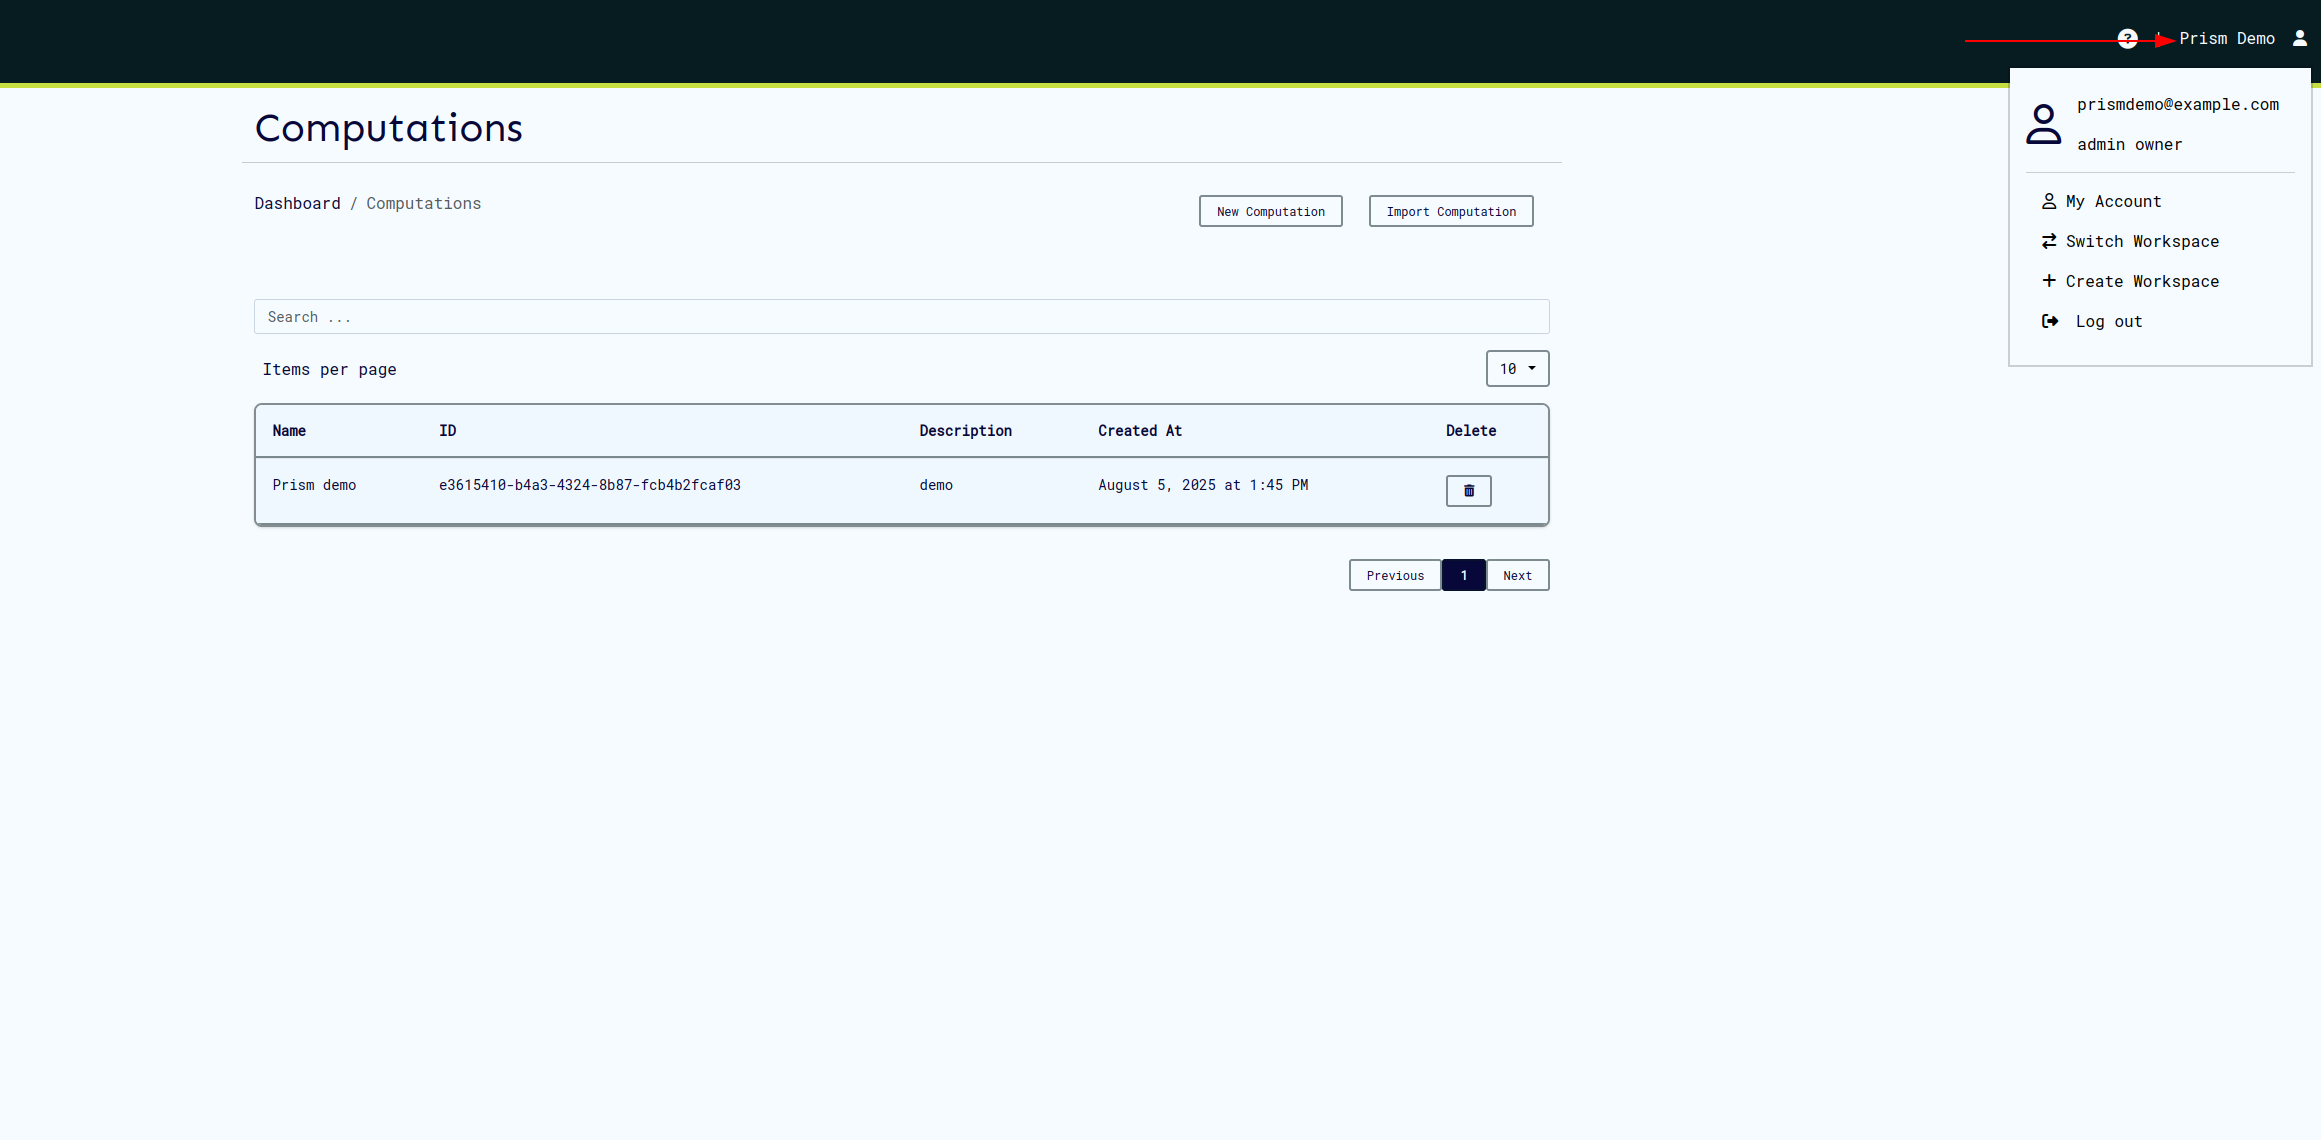 ? Prism Demo
prismdemo@example.com
admin owner
My Account
Switch Workspace
Create Workspace
Log out
Computations
Dashboard / Computations
New Computation Import Computation
Search ...
Items per page 10
Name ID Description Created At Delete
Prism demo e3615410-b4a3-4324-8b87-fcb4b2fcaf03 demo August 5, 2025 at 1:45 PM
Previous 1 Next